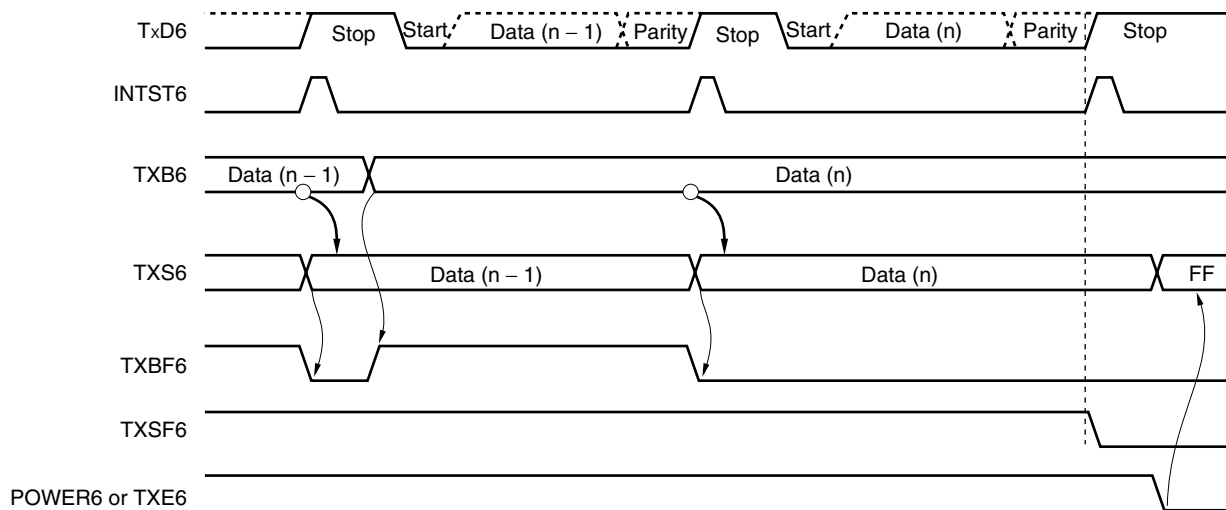 TxD6 Stop Start Data (n – 1) Parity Stop Start Data (n) Parity Stop
INTST6
TXB6 Data (n – 1) Data (n)
TXS6 Data (n – 1) Data (n) FF
TXBF6
TXSF6
POWER6 or TXE6